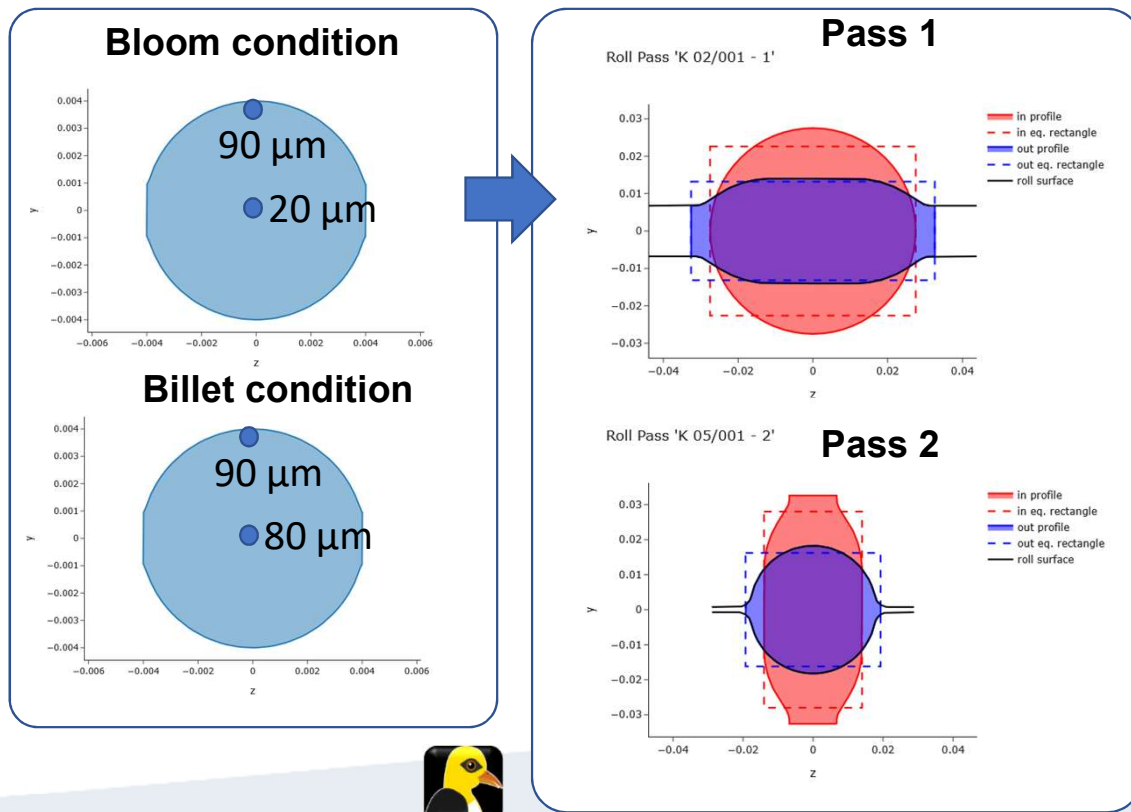 Bloom condition
0.004
0.004
0.002
0.001
0
−0.001
−0.002
−0.003
−0.004
y
90 μm
20 μm
−0.006
−0.004
−0.002
0
0.002
0.004
0.006
z
Billet condition
0.004
0.003
0.002
0.001
0
−0.001
−0.002
−0.003
−0.004
y
90 μm
80 μm
−0.006
−0.004
−0.002
0
0.002
0.004
0.006
z
Pass 1
Roll Pass 'K 02/001 - 1'
0.03
0.02
0.01
0
−0.01
−0.02
−0.03
y
−0.04
−0.02
0
0.02
0.04
z
in profile
in eq. rectangle
out profile
out eq. rectangle
roll surface
Roll Pass 'K 05/001 - 2'
Pass 2
0.03
0.02
0.01
0
−0.01
−0.02
−0.03
y
−0.04
−0.02
0
0.02
0.04
z
in profile
in eq. rectangle
out profile
out eq. rectangle
roll surface